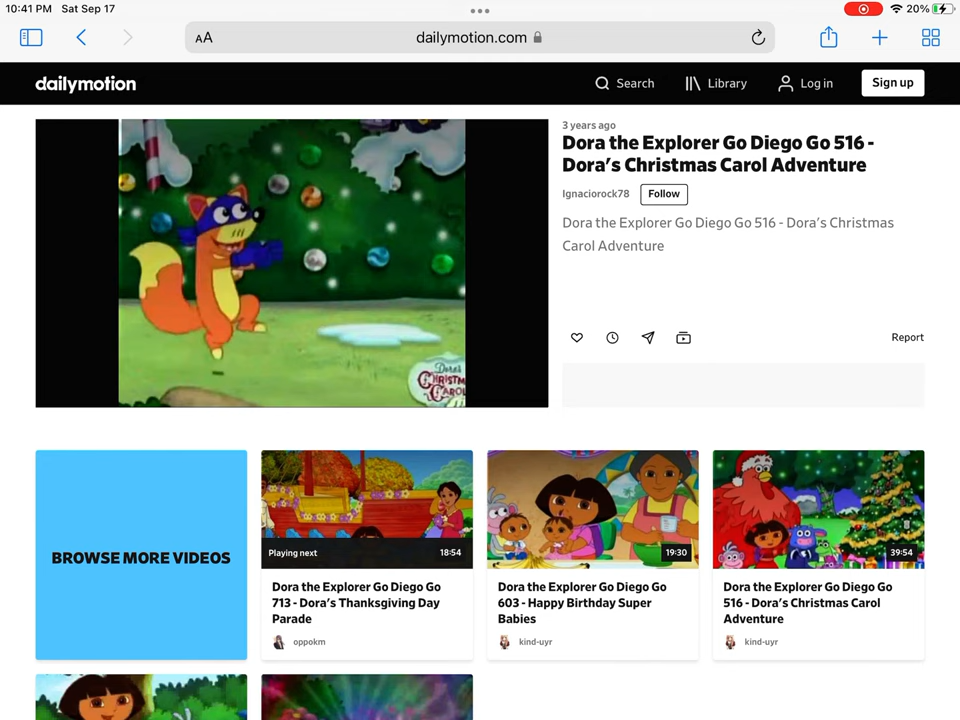 10:41 PM Sat Sep 17
20%
AA
dailymotion.com
dailymotion
Search
Library
Log in
Sign up
3 years ago
Dora the Explorer Go Diego Go 516 -
Dora's Christmas Carol Adventure
Ignaciorock78
Follow
Dora the Explorer Go Diego Go 516 - Dora's Christmas
Carol Adventure
Report
Dora's
CHRISTMAS
CAROL
BROWSE MORE VIDEOS
Playing next
18:54
Dora the Explorer Go Diego Go
713 - Dora's Thanksgiving Day
Parade
oppokm
19:30
Dora the Explorer Go Diego Go
603 - Happy Birthday Super
Babies
kind-uyr
39:54
Dora the Explorer Go Diego Go
516 - Dora's Christmas Carol
Adventure
kind-uyr